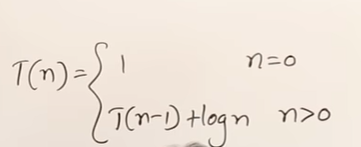 T(n) = { 1 n=0
T(n-1) + log n n>0